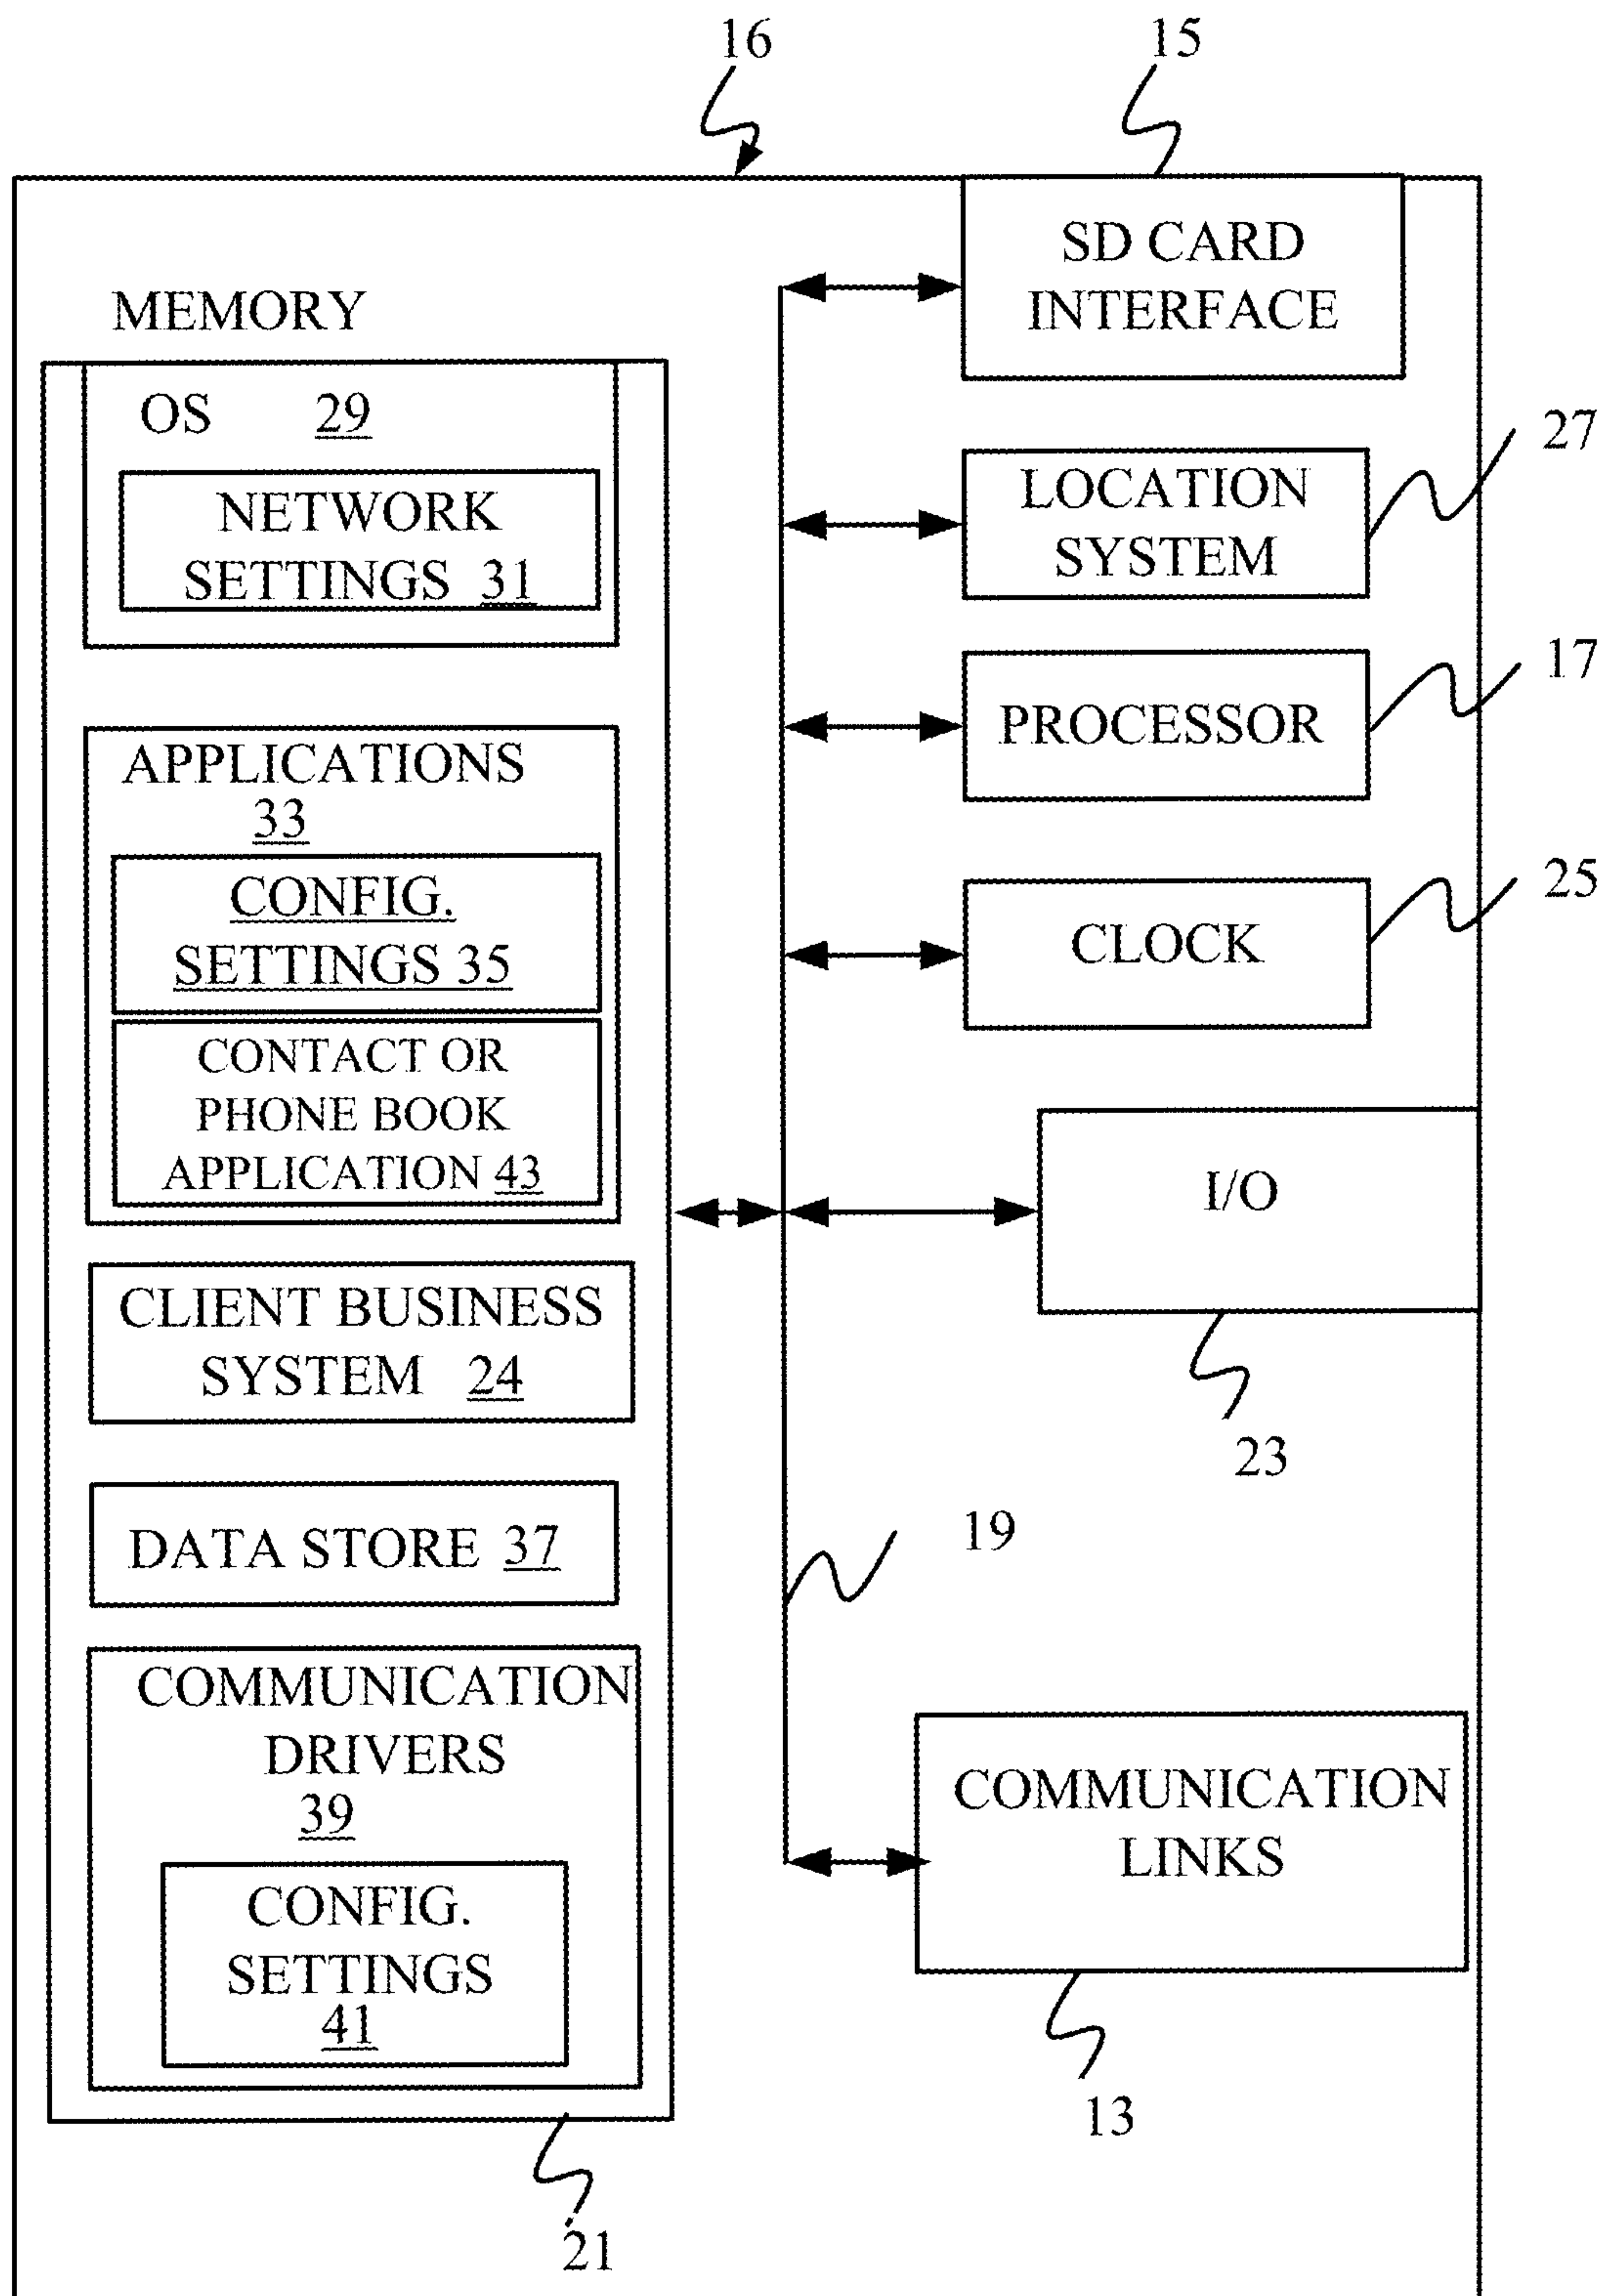 16
15
SD CARD
INTERFACE
MEMORY
OS 29
NETWORK
SETTINGS 31
APPLICATIONS
33
CONFIG.
SETTINGS 35
CONTACT OR
PHONE BOOK
APPLICATION 43
CLIENT BUSINESS
SYSTEM 24
DATA STORE 37
COMMUNICATION
DRIVERS
39
CONFIG.
SETTINGS
41
21
LOCATION
SYSTEM
27
PROCESSOR
17
CLOCK
25
I/O
23
19
COMMUNICATION
LINKS
13